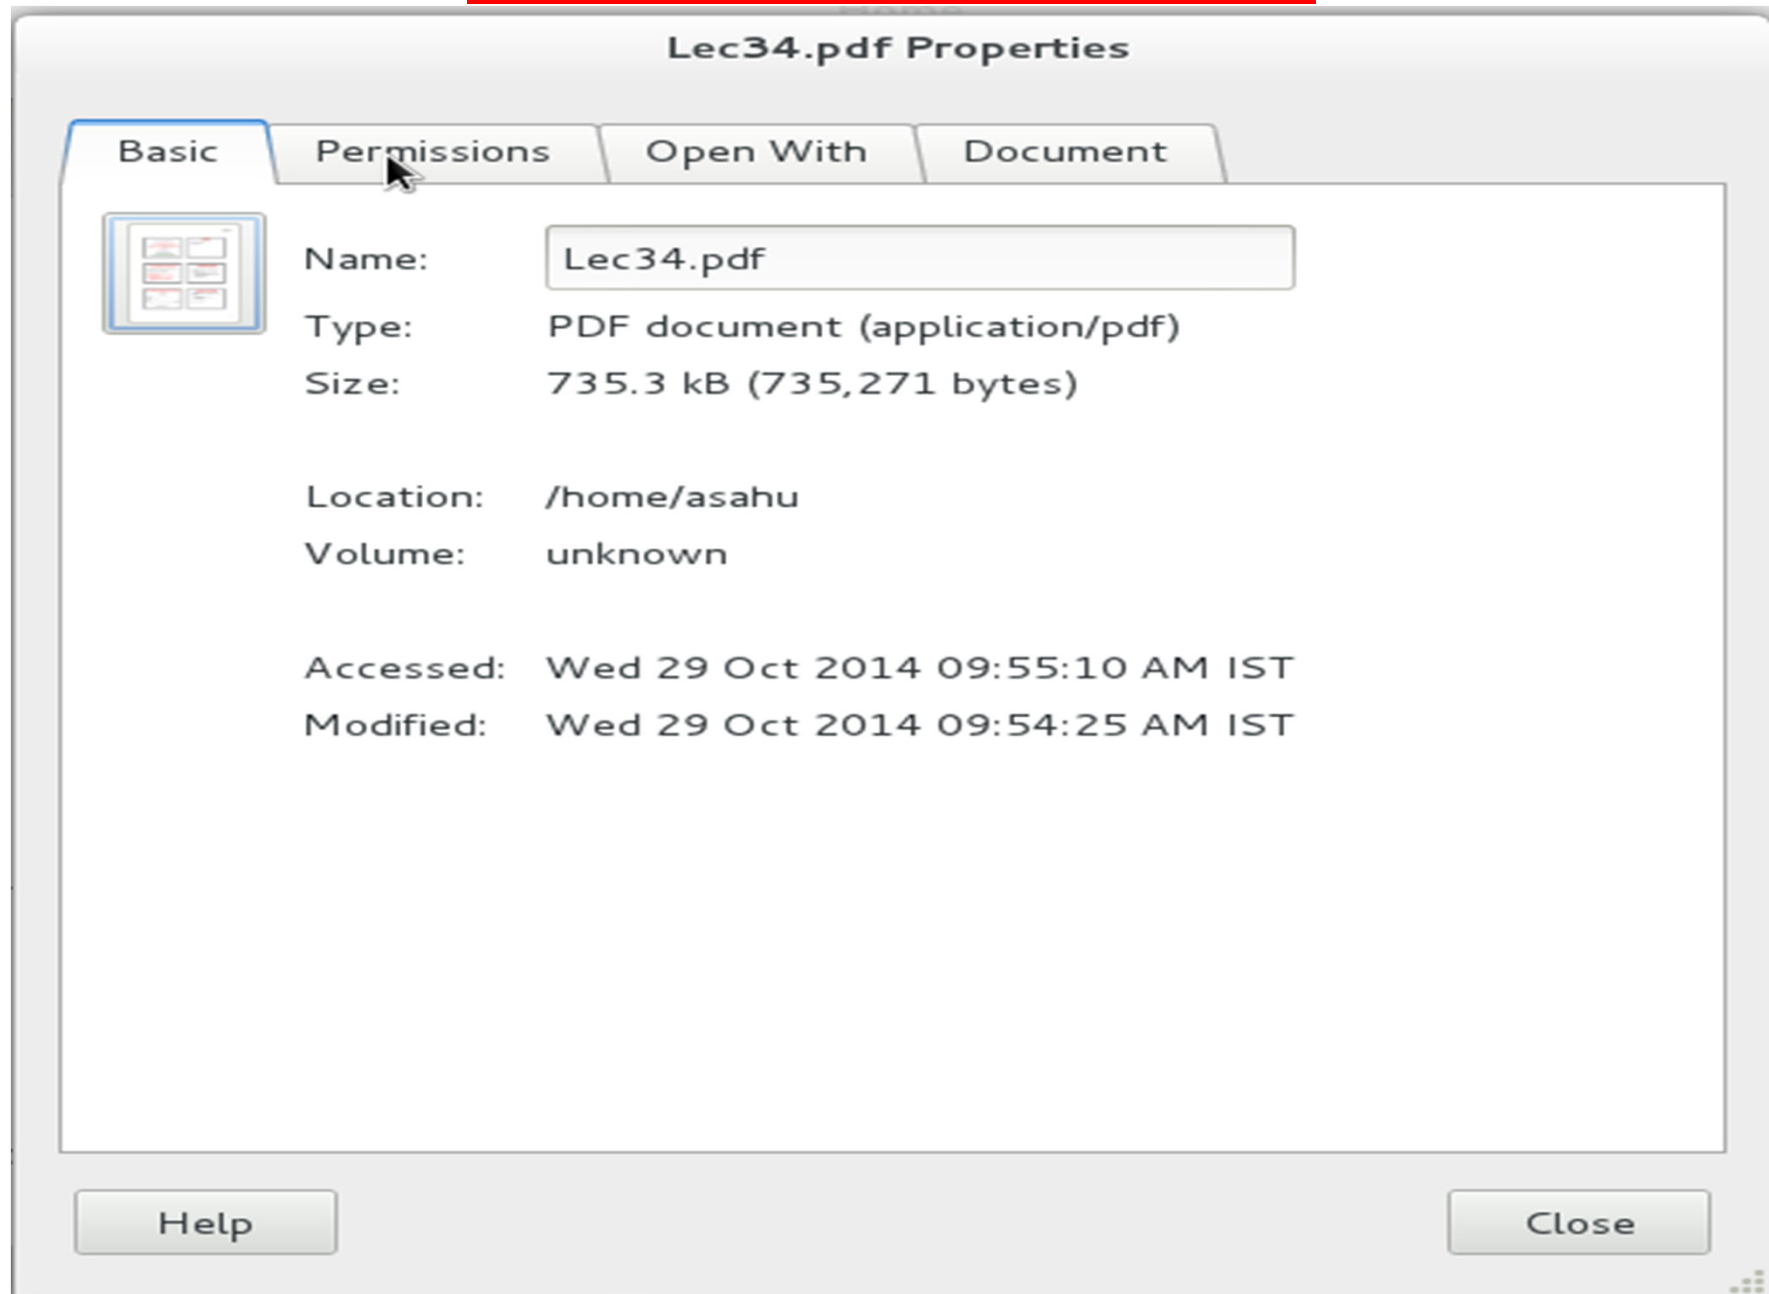 Lec34.pdf Properties
Basic Permissions Open With Document
Name: Lec34.pdf
Type: PDF document (application/pdf)
Size: 735.3 kB (735,271 bytes)
Location: /home/asahu
Volume: unknown
Accessed: Wed 29 Oct 2014 09:55:10 AM IST
Modified: Wed 29 Oct 2014 09:54:25 AM IST
Help Close